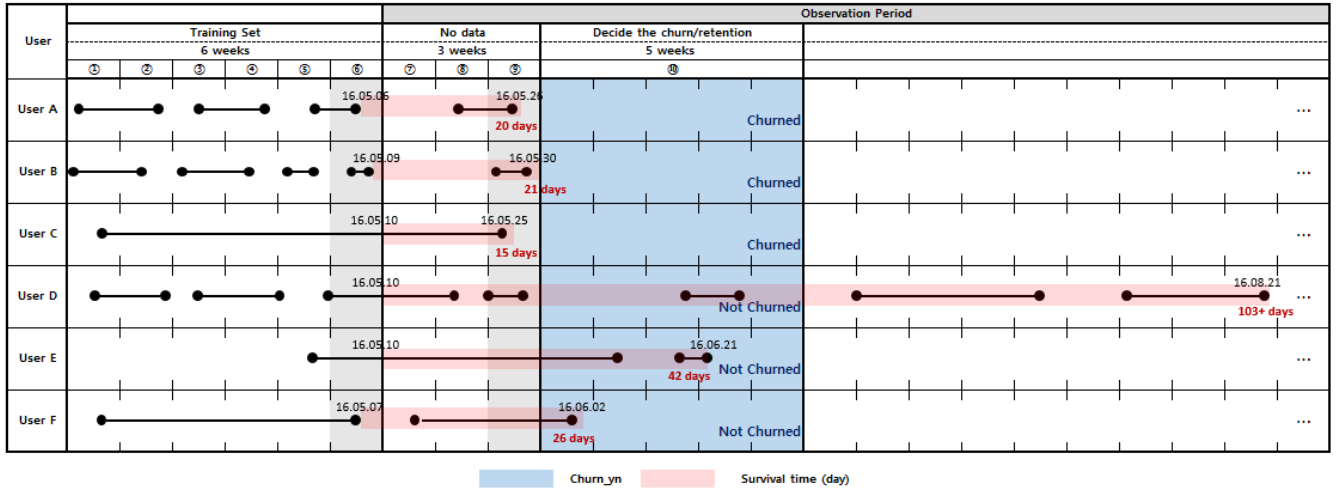 Observation Period
User
Training Set No data Decide the churn/retention
6 weeks 3 weeks 5 weeks
① ② ③ ④ ⑤ ⑥ ⑦ ⑧ ⑨ ⑩
16.05.06 16.05.26
User A ...
20 days Churned
16.05.09 16.05.30
User B ...
21 days Churned
16.05.10 16.05.25
User C ...
15 days Churned
16.05.10 16.08.21
User D ...
Not Churned 103+ days
16.05.10 16.06.21
User E ...
42 days Not Churned
16.05.07 16.06.02
User F ...
26 days Not Churned
Churn_yn Survival time (day)